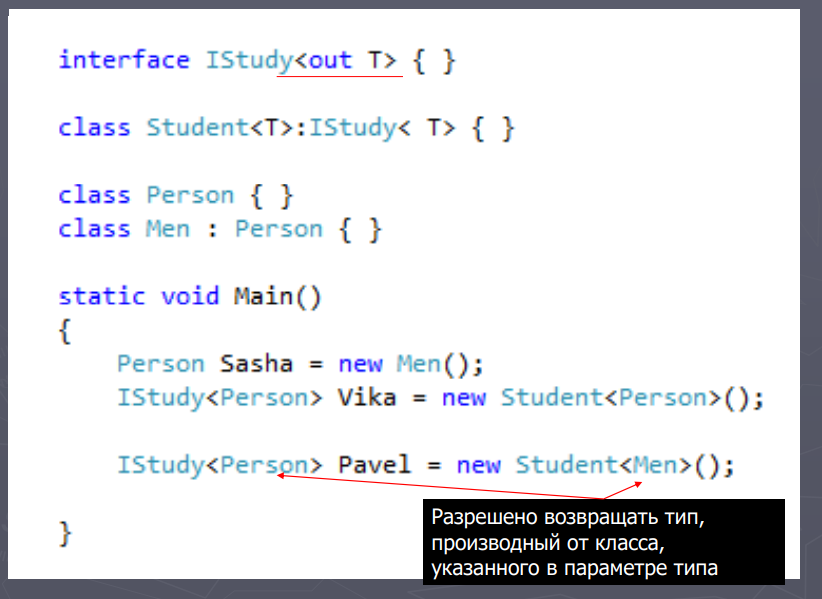 interface IStudy<out T> { }
class Student<T>:IStudy< T> { }
class Person { }
class Men : Person { }
static void Main()
{
Person Sasha = new Men();
IStudy<Person> Vika = new Student<Person>();
IStudy<Person> Pavel = new Student<Men>();
}
Разрешено возвращать тип,
производный от класса,
указанного в параметре типа